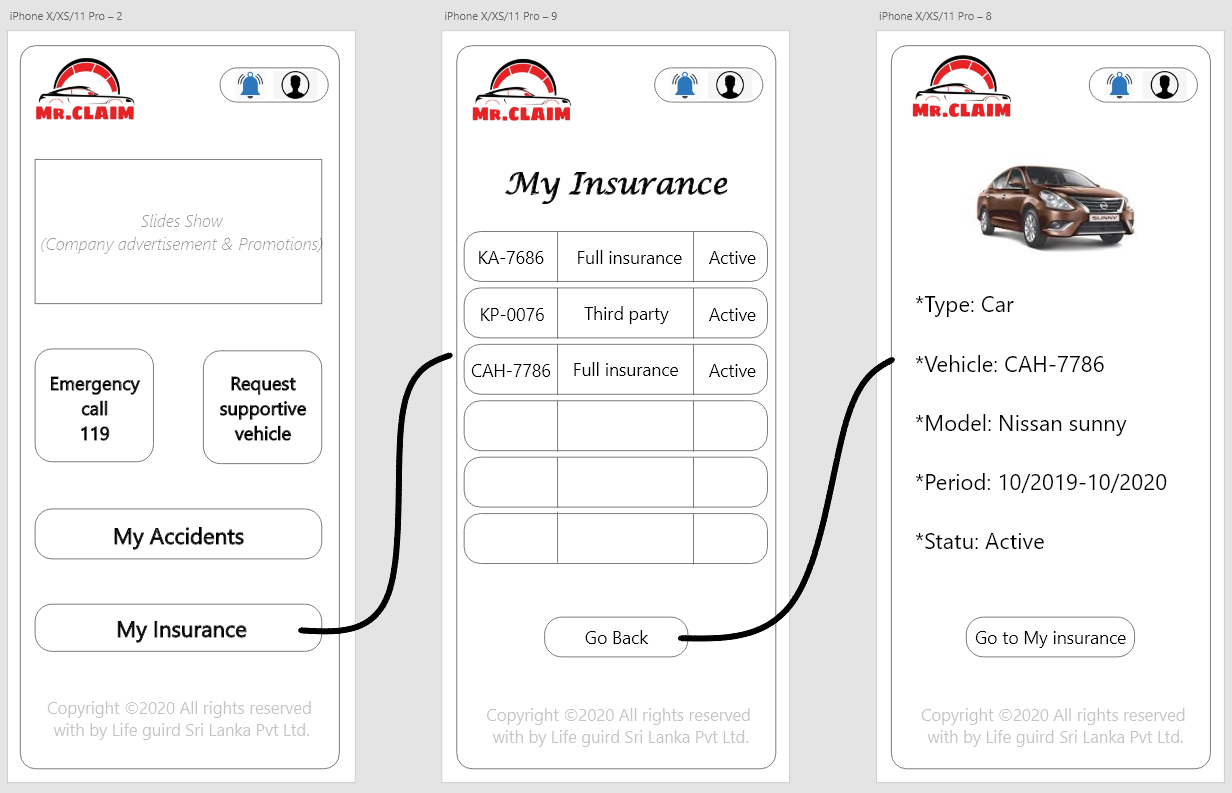 iPhone X/XS/11 Pro – 2
MR.CLAIM
Slides Show
(Company advertisement & Promotions)
Emergency
call
119
Request
supportive
vehicle
My Accidents
My Insurance
Copyright ©2020 All rights reserved
with by Life guird Sri Lanka Pvt Ltd.
iPhone X/XS/11 Pro – 9
MR.CLAIM
My Insurance
KA-7686 Full insurance Active
KP-0076 Third party Active
CAH-7786 Full insurance Active
Go Back
Copyright ©2020 All rights reserved
with by Life guird Sri Lanka Pvt Ltd.
iPhone X/XS/11 Pro – 8
MR.CLAIM
SUNNY
*Type: Car
*Vehicle: CAH-7786
*Model: Nissan sunny
*Period: 10/2019-10/2020
*Statu: Active
Go to My insurance
Copyright ©2020 All rights reserved
with by Life guird Sri Lanka Pvt Ltd.